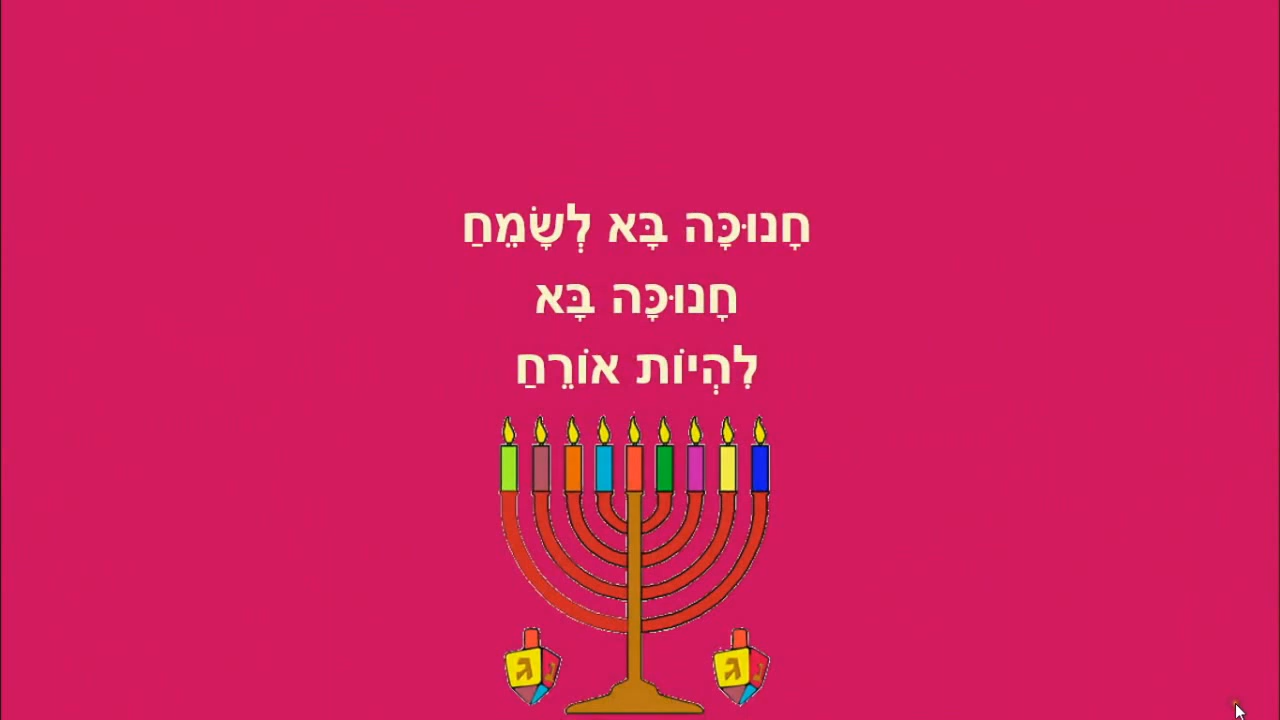 חָנוּכָּה בָּא לְשָׂמֵחַ
חָנוּכָּה בָּא
לִהְיוֹת אוֹרֵחַ
ג
ג